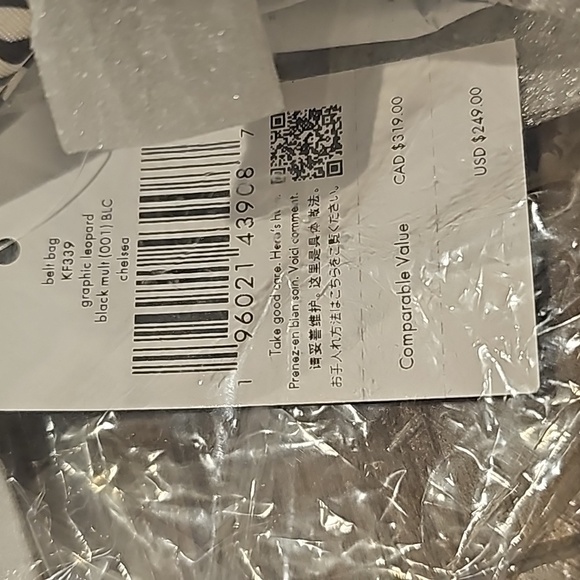 belt bag
KF339
graphic leopard
black mult (001) BLC
chelsea
1 96021 43908 7
Take good care. Here's
Prenez-en bien soin. Voici comment.
请妥善维护。这里是具体做法。
お手入れ方法はこちらをご覧ください。
Comparable Value
CAD $319.00
USD $249.00